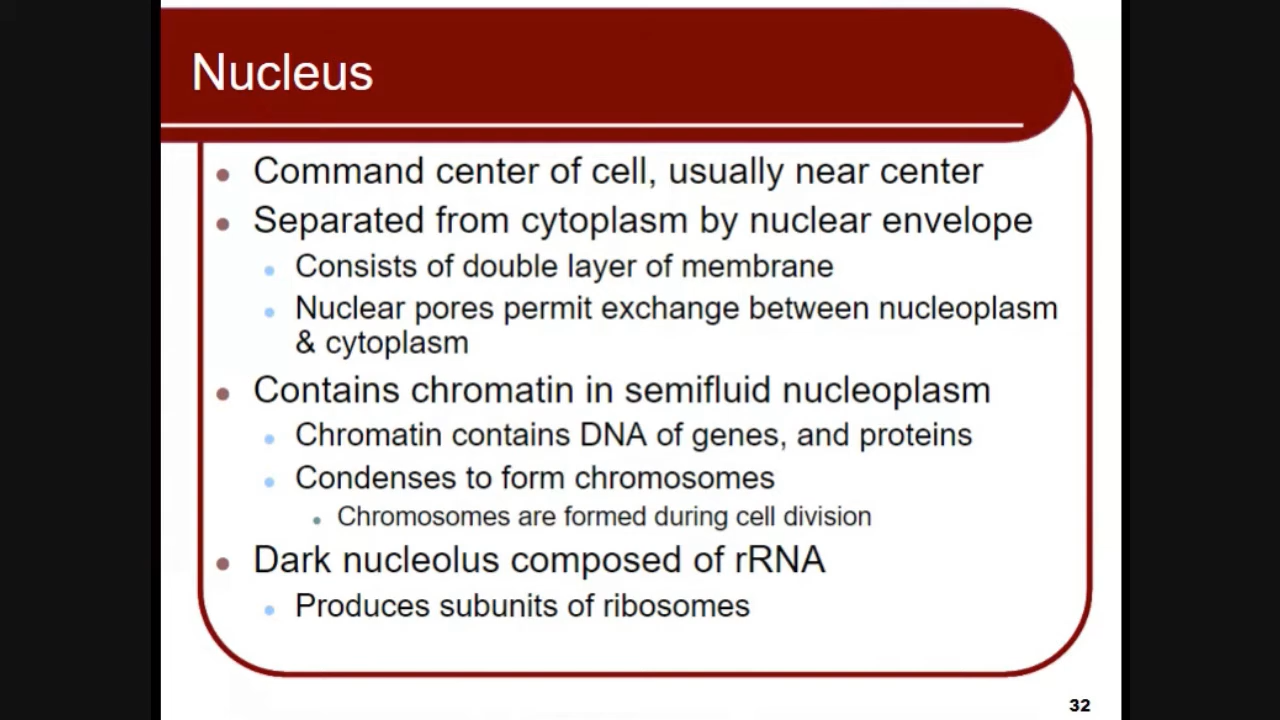 Nucleus
Command center of cell, usually near center
Separated from cytoplasm by nuclear envelope
Consists of double layer of membrane
Nuclear pores permit exchange between nucleoplasm
& cytoplasm
Contains chromatin in semifluid nucleoplasm
Chromatin contains DNA of genes, and proteins
Condenses to form chromosomes
Chromosomes are formed during cell division
Dark nucleolus composed of rRNA
Produces subunits of ribosomes
32